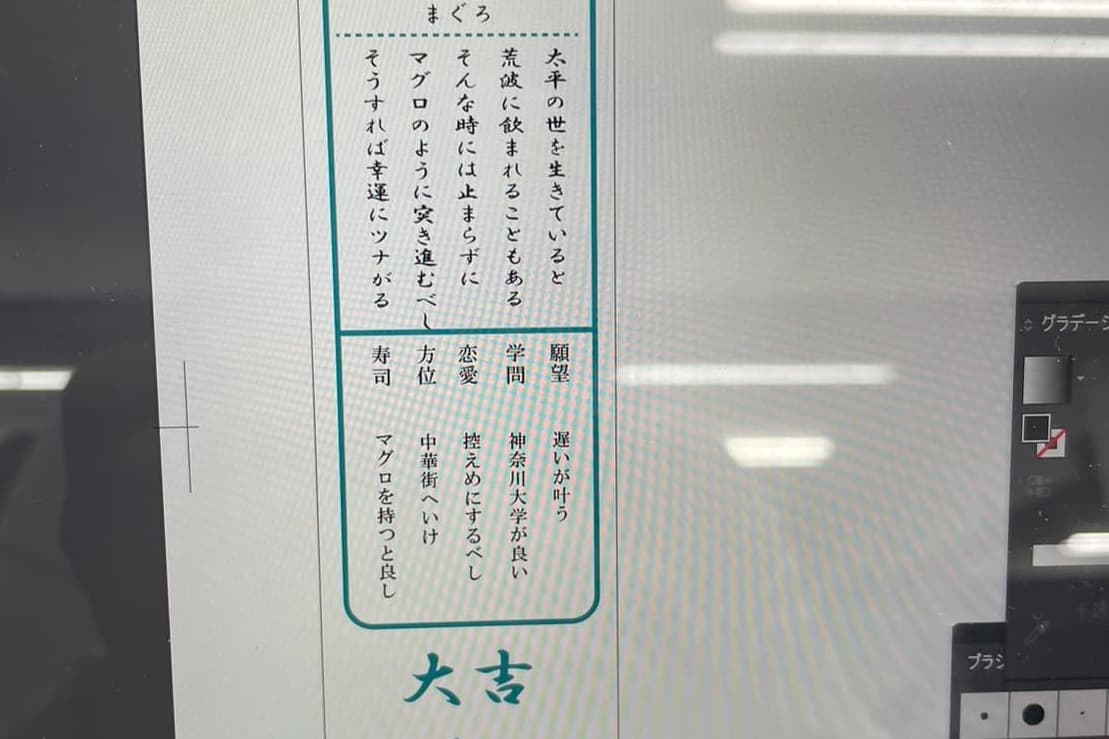 まぐろ
太平の世を生きていると
荒波に飲まれることもある
そんな時には止まらずに
マグロのように突き進むべし
そうすれば幸運にツナがる
願望 遅いが叶う
学問 神奈川大学が良い
恋愛 控えめにするべし
方位 中華街へいけ
寿司 マグロを持つと良し
大吉
グラデーシ
ブラシ